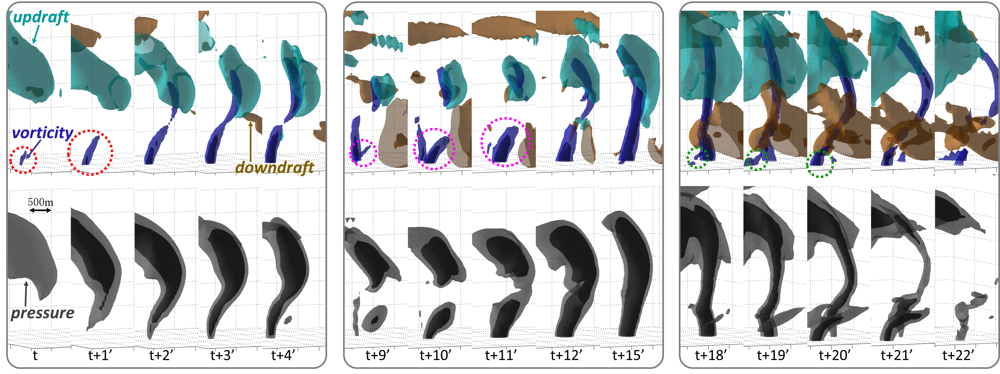 updraft
vorticity
downdraft
500m
pressure
t
t+1’
t+2’
t+3’
t+4’
t+9’
t+10’
t+11’
t+12’
t+15’
t+18’
t+19’
t+20’
t+21’
t+22’